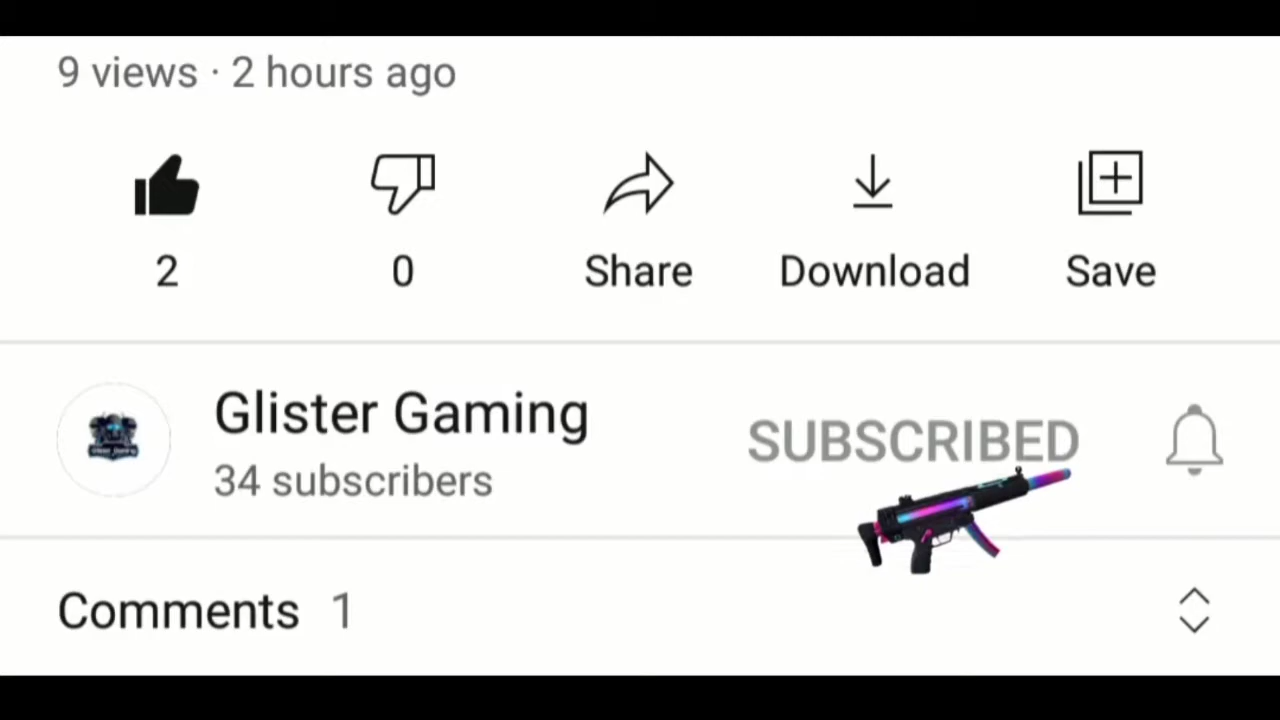 9 views · 2 hours ago
2
0
Share
Download
Save
Glister Gaming
SUBSCRIBED
34 subscribers
Comments 1